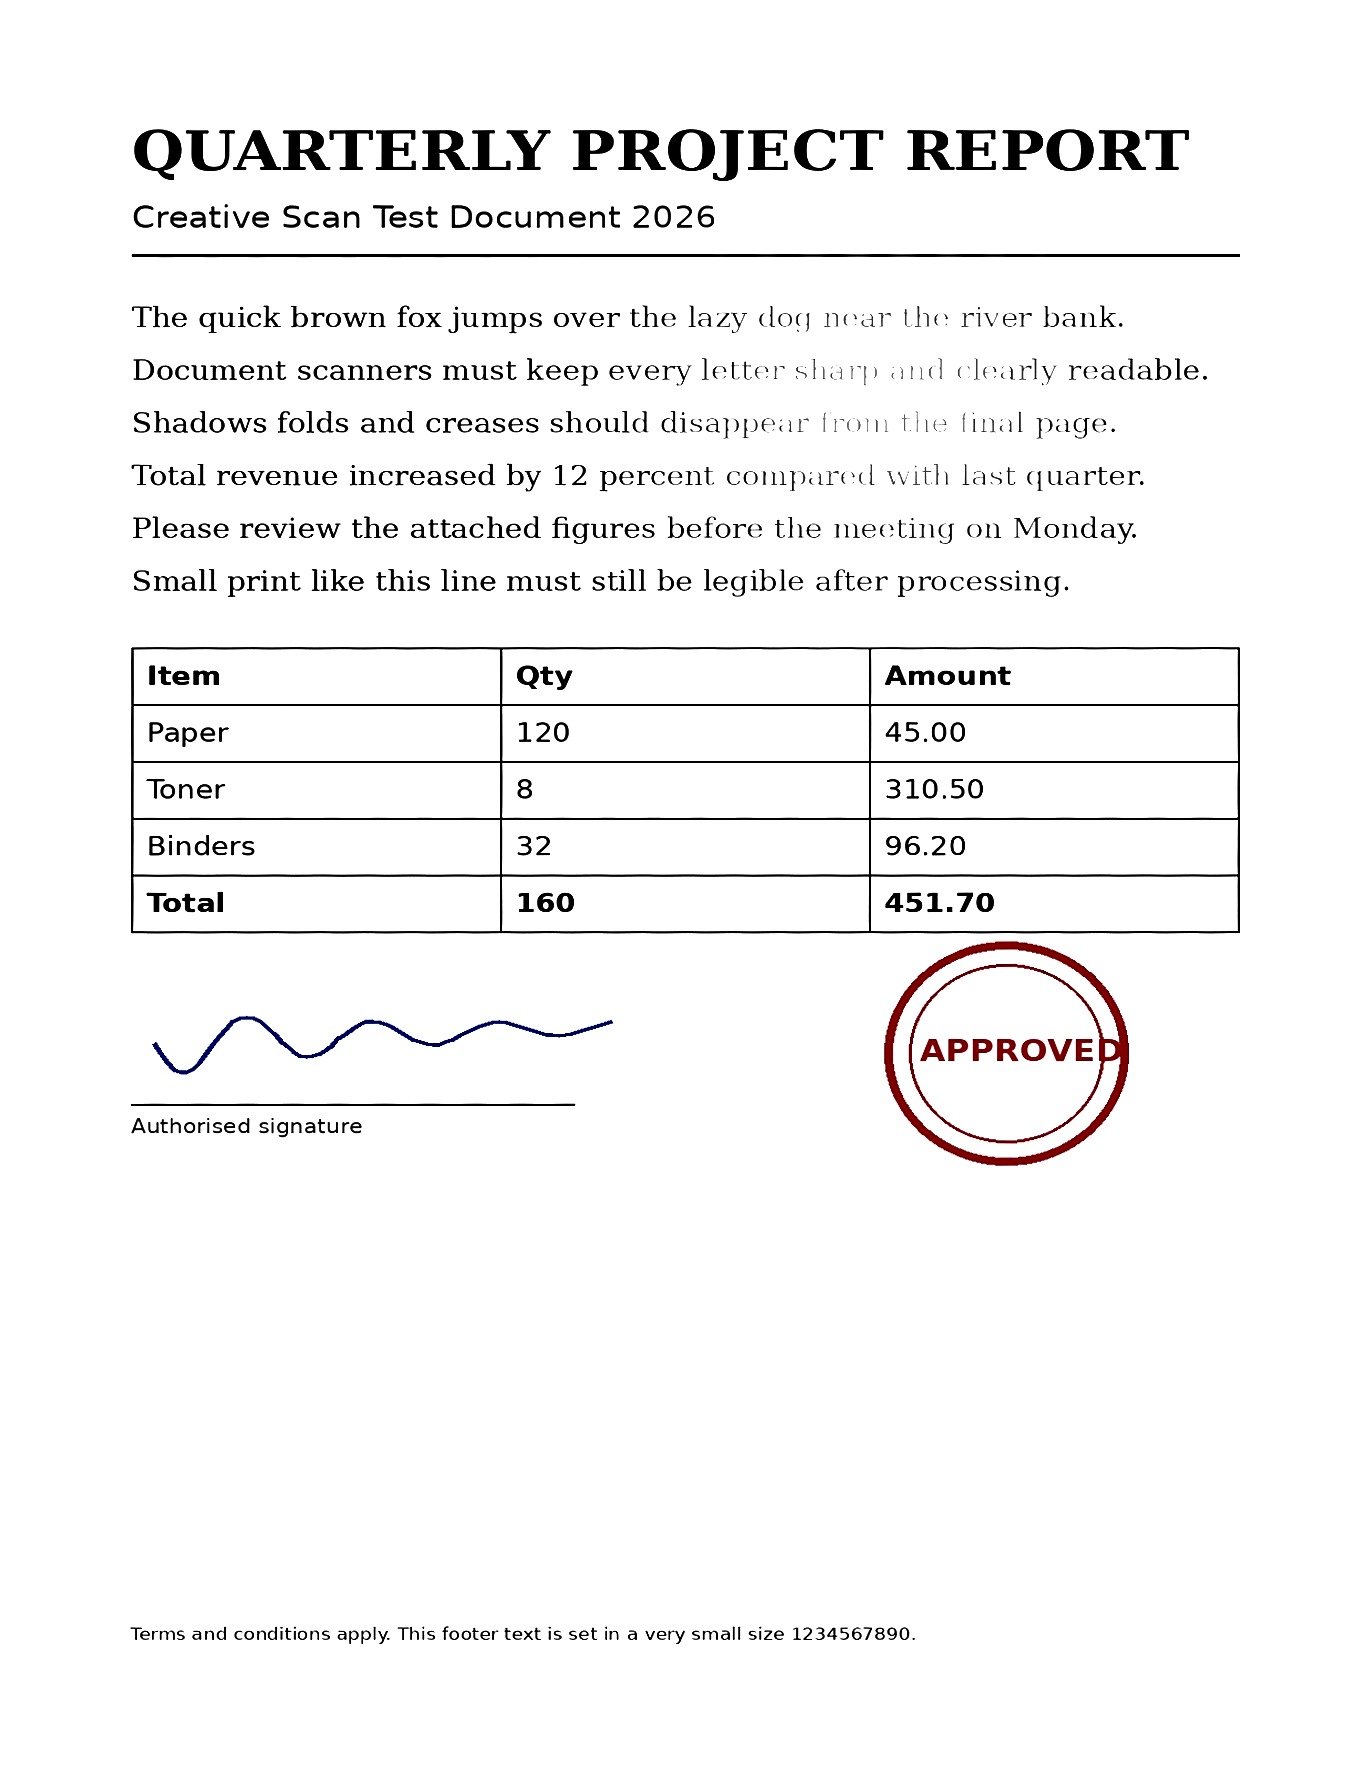 QUARTERLY PROJECT REPORT
Creative Scan Test Document 2026
The quick brown fox jumps over the lazy dog near the river bank.
Document scanners must keep every letter sharp and clearly readable.
Shadows folds and creases should disappear from the final page.
Total revenue increased by 12 percent compared with last quarter.
Please review the attached figures before the meeting on Monday.
Small print like this line must still be legible after processing.
Item Qty Amount
Paper 120 45.00
Toner 8 310.50
Binders 32 96.20
Total 160 451.70
APPROVED
Authorised signature
Terms and conditions apply. This footer text is set in a very small size 1234567890.